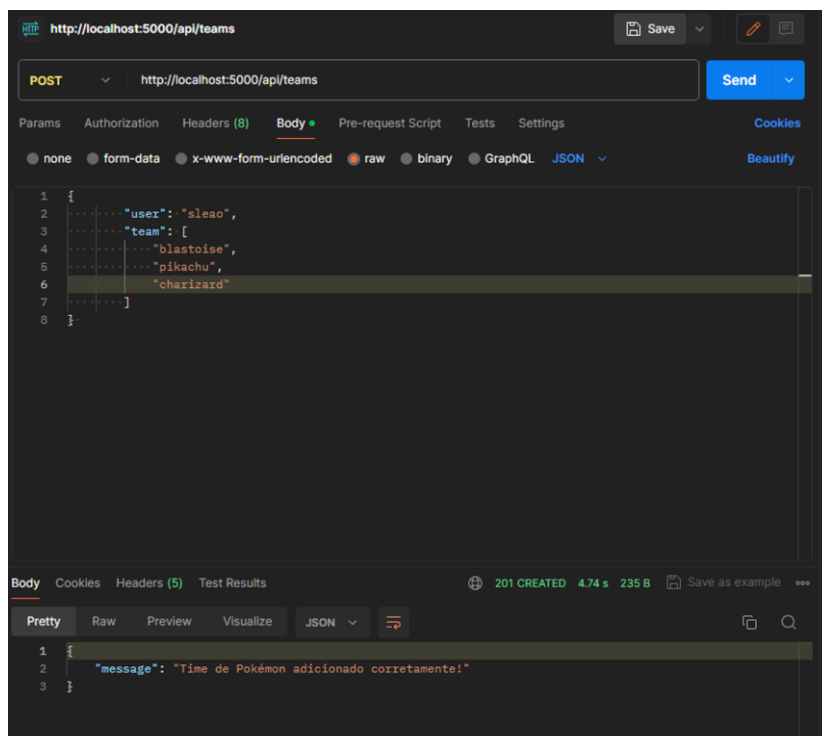 HTTP http://localhost:5000/api/teams Save
POST http://localhost:5000/api/teams Send
Params Authorization Headers (8) Body Pre-request Script Tests Settings Cookies
none form-data x-www-form-urlencoded raw binary GraphQL JSON Beautify
1 {
2 "user": "sleao",
3 "team": [
4 "blastoise",
5 "pikachu",
6 "charizard"
7 ]
8 }
Body Cookies Headers (5) Test Results 201 CREATED 4.74 s 235 B Save as example
Pretty Raw Preview Visualize JSON
1 {
2 "message": "Time de Pokémon adicionado corretamente!"
3 }